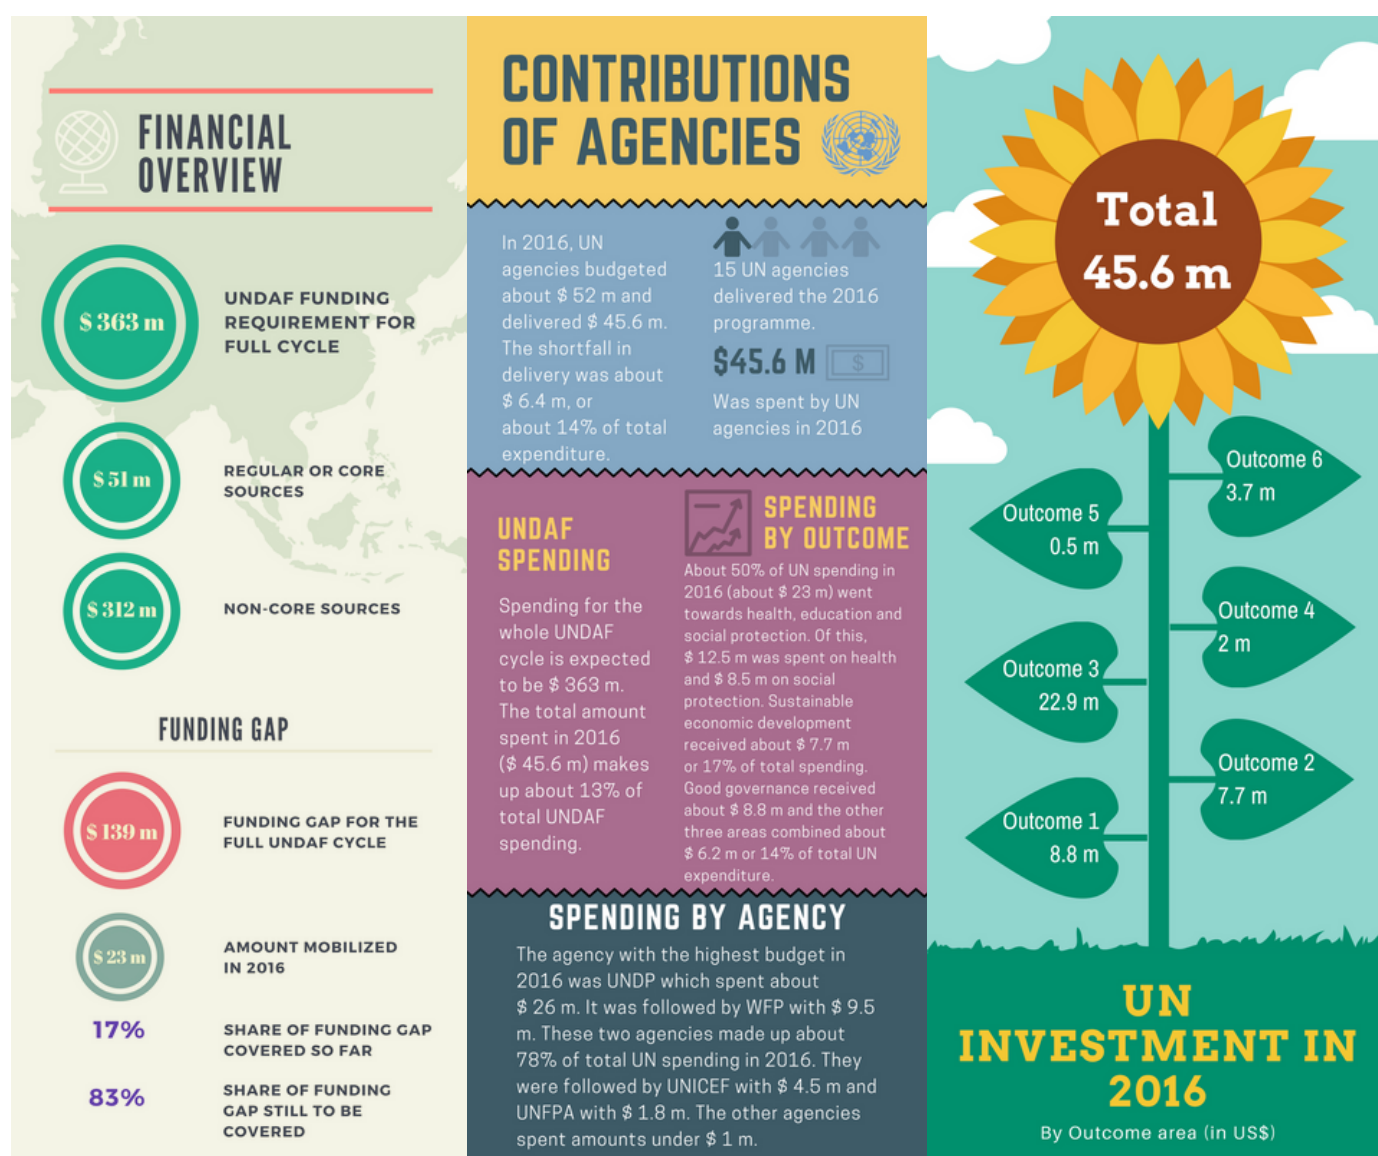 FINANCIAL
OVERVIEW
$ 363 m
UNDAF FUNDING
REQUIREMENT FOR
FULL CYCLE
$ 51 m
REGULAR OR CORE
SOURCES
$ 312 m
NON-CORE SOURCES
FUNDING GAP
$ 139 m
FUNDING GAP FOR THE
FULL UNDAF CYCLE
$ 23 m
AMOUNT MOBILIZED
IN 2016
17%
SHARE OF FUNDING GAP
COVERED SO FAR
83%
SHARE OF FUNDING
GAP STILL TO BE
COVERED
CONTRIBUTIONS
OF AGENCIES
In 2016, UN
agencies budgeted
about $ 52 m and
delivered $ 45.6 m.
The shortfall in
delivery was about
$ 6.4 m, or
about 14% of total
expenditure.
15 UN agencies
delivered the 2016
programme.
$45.6 M
$
Was spent by UN
agencies in 2016
UNDAF
SPENDING
Spending for the
whole UNDAF
cycle is expected
to be $ 363 m.
The total amount
spent in 2016
($ 45.6 m) makes
up about 13% of
total UNDAF
spending.
SPENDING
BY OUTCOME
About 50% of UN spending in
2016 (about $ 23 m) went
towards health, education and
social protection. Of this,
$ 12.5 m was spent on health
and $ 8.5 m on social
protection. Sustainable
economic development
received about $ 7.7 m
or 17% of total spending.
Good governance received
about $ 8.8 m and the other
three areas combined about
$ 6.2 m or 14% of total UN
expenditure.
SPENDING BY AGENCY
The agency with the highest budget in
2016 was UNDP which spent about
$ 26 m. It was followed by WFP with $ 9.5
m. These two agencies made up about
78% of total UN spending in 2016. They
were followed by UNICEF with $ 4.5 m and
UNFPA with $ 1.8 m. The other agencies
spent amounts under $ 1 m.
Total
45.6 m
Outcome 6
3.7 m
Outcome 5
0.5 m
Outcome 4
2 m
Outcome 3
22.9 m
Outcome 2
7.7 m
Outcome 1
8.8 m
UN
INVESTMENT IN
2016
By Outcome area (in US$)